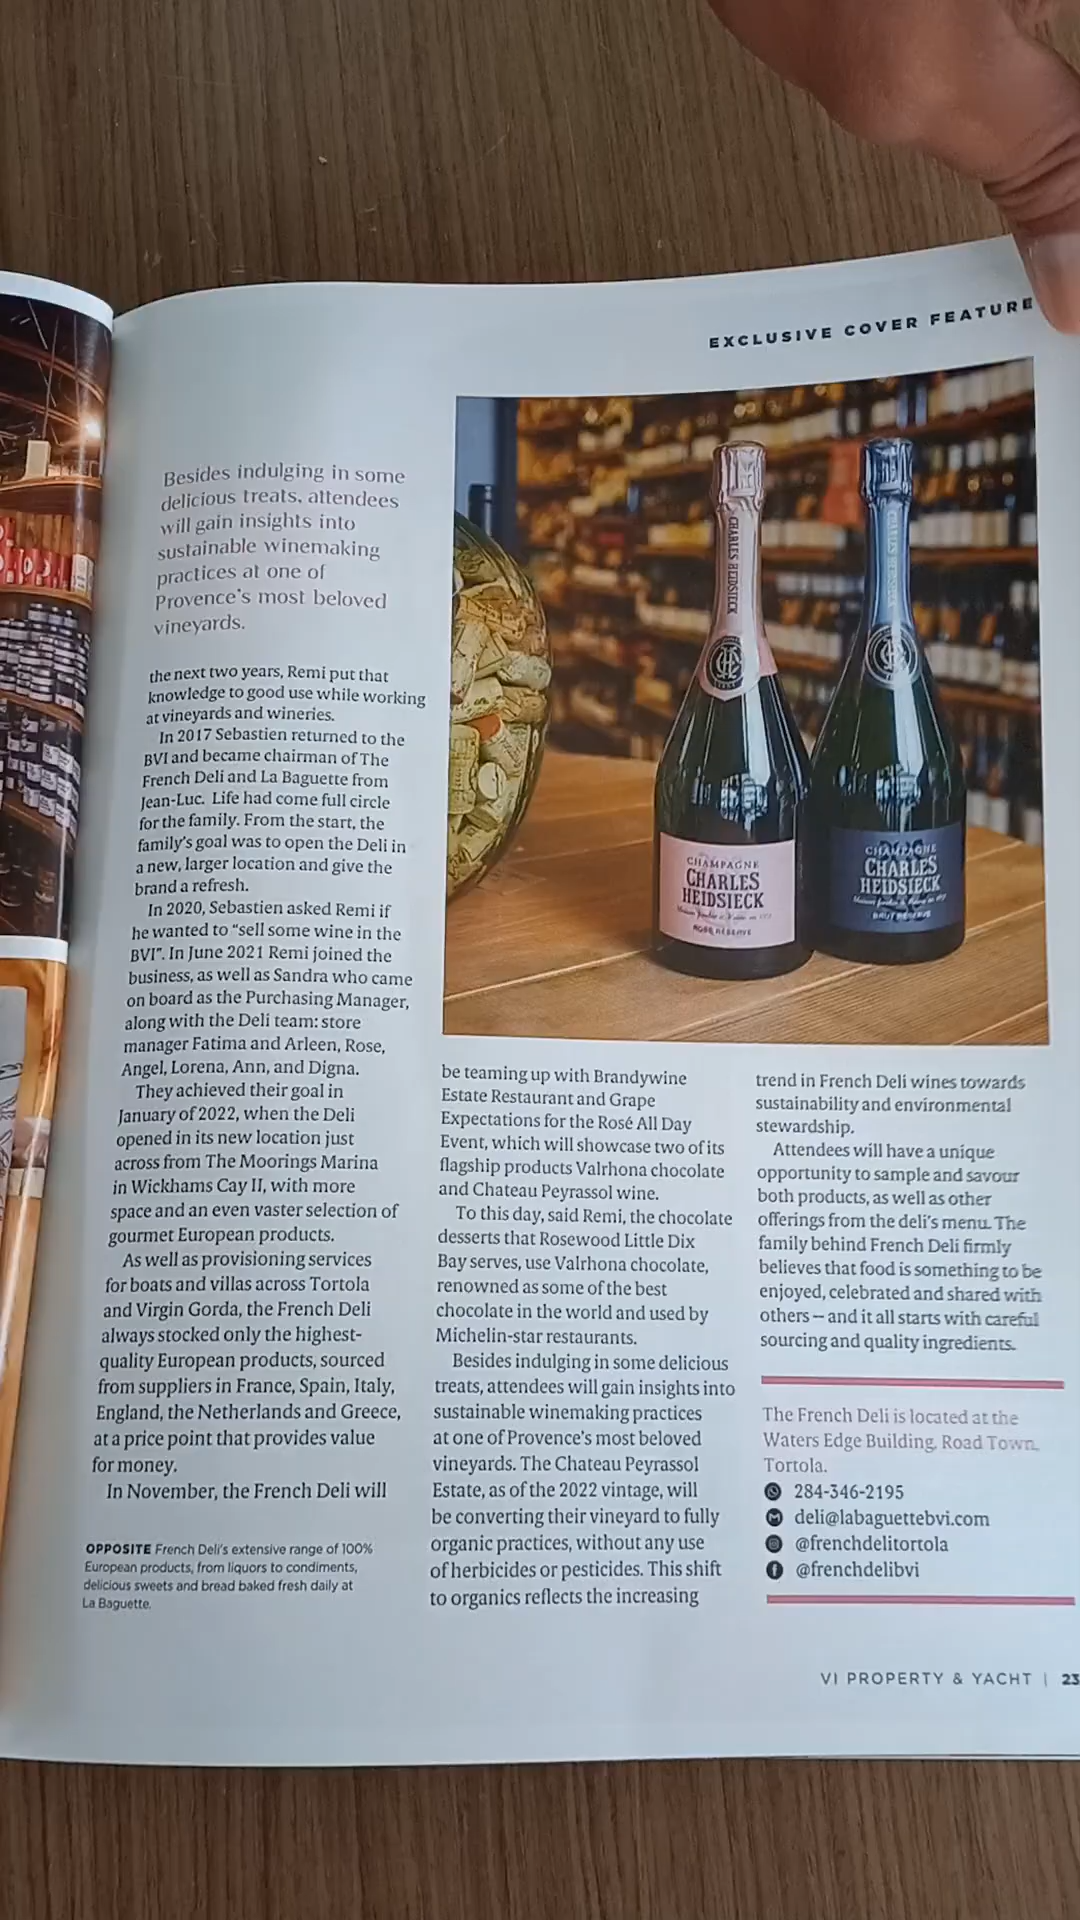 EXCLUSIVE COVER FEATURE
Besides indulging in some
delicious treats, attendees
will gain insights into
sustainable winemaking
practices at one of
Provence's most beloved
vineyards.
the next two years, Remi put that
knowledge to good use while working
at vineyards and wineries.
In 2017 Sebastien returned to the
BVI and became chairman of The
French Deli and La Baguette from
Jean-Luc. Life had come full circle
for the family. From the start, the
family's goal was to open the Deli in
a new, larger location and give the
brand a refresh.
In 2020, Sebastien asked Remi if
he wanted to "sell some wine in the
BVI". In June 2021 Remi joined the
business, as well as Sandra who came
on board as the Purchasing Manager,
along with the Deli team: store
manager Fatima and Arleen, Rose,
Angel, Lorena, Ann, and Digna.
They achieved their goal in
January of 2022, when the Deli
opened in its new location just
across from The Moorings Marina
in Wickhams Cay II, with more
space and an even vaster selection of
gourmet European products.
As well as provisioning services
for boats and villas across Tortola
and Virgin Gorda, the French Deli
always stocked only the highest-
quality European products, sourced
from suppliers in France, Spain, Italy,
England, the Netherlands and Greece,
at a price point that provides value
for money.
In November, the French Deli will
OPPOSITE French Deli's extensive range of 100%
European products, from liquors to condiments,
delicious sweets and bread baked fresh daily at
La Baguette.
CHARLES HEIDSIECK
CHARLES HEIDSIECK
CHAMPAGNE
CHARLES
HEIDSIECK
ROSÉ RÉSERVE
CHAMPAGNE
CHARLES
HEIDSIECK
BRUT RÉSERVE
be teaming up with Brandywine
Estate Restaurant and Grape
Expectations for the Rosé All Day
Event, which will showcase two of its
flagship products Valrhona chocolate
and Chateau Peyrassol wine.
To this day, said Remi, the chocolate
desserts that Rosewood Little Dix
Bay serves, use Valrhona chocolate,
renowned as some of the best
chocolate in the world and used by
Michelin-star restaurants.
Besides indulging in some delicious
treats, attendees will gain insights into
sustainable winemaking practices
at one of Provence's most beloved
vineyards. The Chateau Peyrassol
Estate, as of the 2022 vintage, will
be converting their vineyard to fully
organic practices, without any use
of herbicides or pesticides. This shift
to organics reflects the increasing
trend in French Deli wines towards
sustainability and environmental
stewardship.
Attendees will have a unique
opportunity to sample and savour
both products, as well as other
offerings from the deli's menu. The
family behind French Deli firmly
believes that food is something to be
enjoyed, celebrated and shared with
others – and it all starts with careful
sourcing and quality ingredients.
The French Deli is located at the
Waters Edge Building, Road Town,
Tortola.
284-346-2195
deli@labaguettebvi.com
@frenchdelitortola
@frenchdelibvi
VI PROPERTY & YACHT | 23